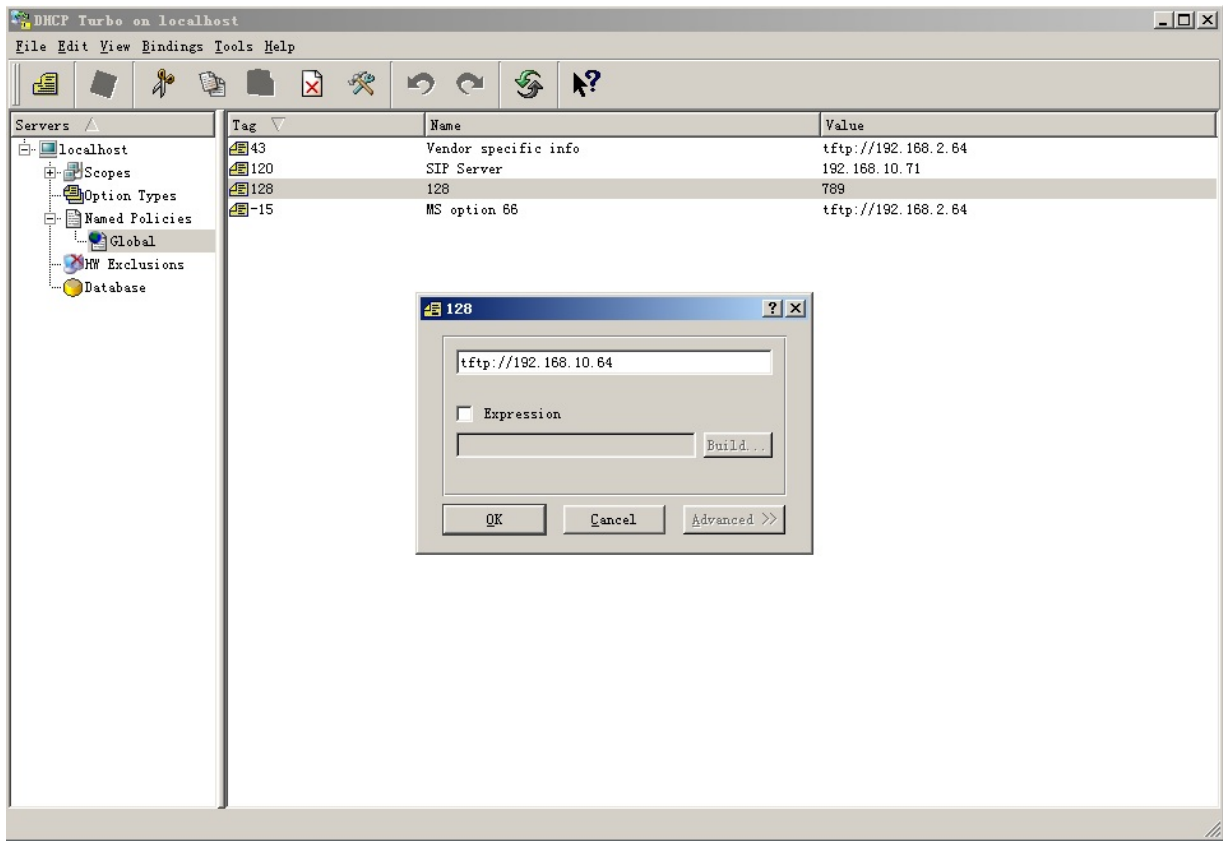 DHCP Turbo on localhost
File Edit View Bindings Tools Help
Servers Tag Name Value
localhost
Scopes
Option Types
Named Policies
Global
HW Exclusions
Database
43 Vendor specific info tftp://192.168.2.64
120 SIP Server 192.168.10.71
128 128 789
-15 MS option 66 tftp://192.168.2.64
128
tftp://192.168.10.64
Expression
Build...
OK Cancel Advanced >>